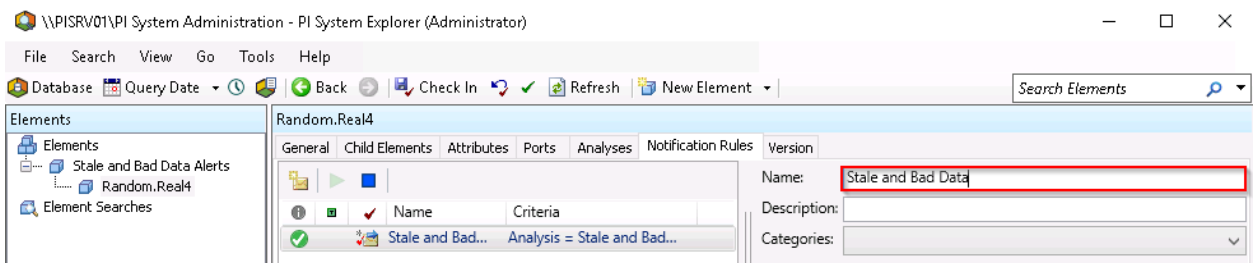 \\PISRV01\PI System Administration - PI System Explorer (Administrator)
File Search View Go Tools Help
Database Query Date Back Check In Refresh New Element Search Elements
Elements
Elements
Stale and Bad Data Alerts
Random.Real4
Element Searches
Random.Real4
General Child Elements Attributes Ports Analyses Notification Rules Version
Name Criteria
Stale and Bad... Analysis = Stale and Bad...
Name: Stale and Bad Data
Description:
Categories: